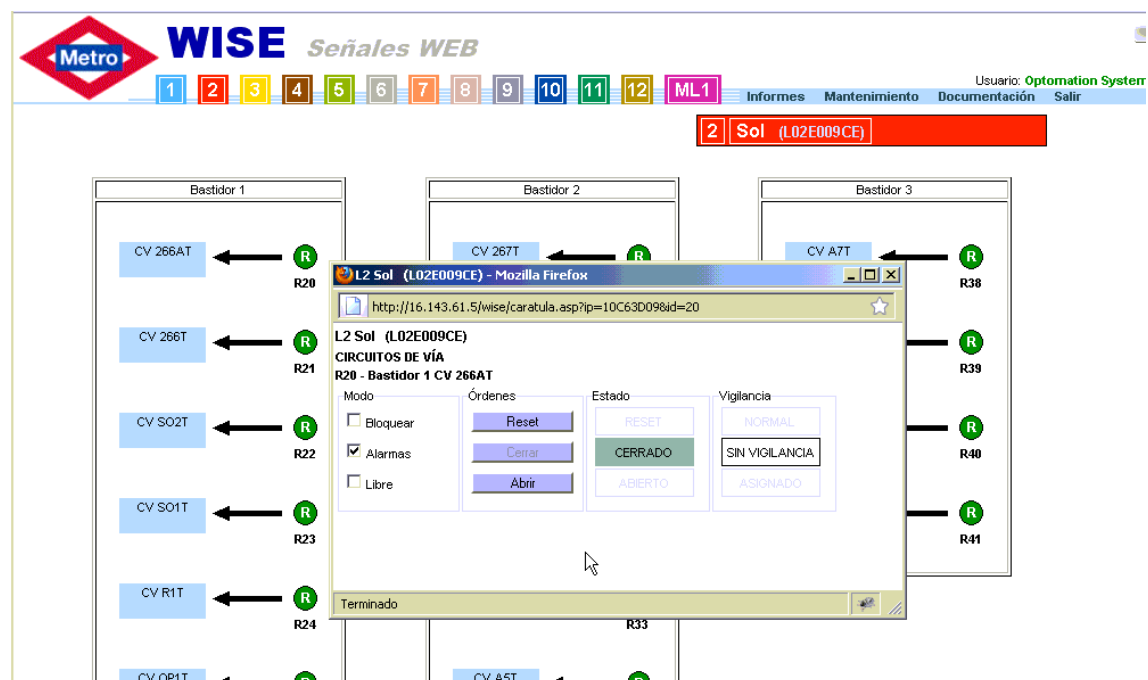 Metro
WISE Señales WEB
1 2 3 4 5 6 7 8 9 10 11 12 ML1
Usuario: Optomation System
Informes Mantenimiento Documentación Salir
2 Sol (L02E009CE)
Bastidor 1
CV 266AT
R
R20
CV 266T
R
R21
CV SO2T
R
R22
CV SO1T
R
R23
CV R1T
R
R24
CV OP1T
Bastidor 2
CV 267T
R
R33
CV A5T
Bastidor 3
CV A7T
R
R38
R
R39
R
R40
R
R41
L2 Sol (L02E009CE) - Mozilla Firefox
http://16.143.61.5/wise/caratula.asp?ip=10C63D09&id=20
L2 Sol (L02E009CE)
CIRCUITOS DE VÍA
R20 - Bastidor 1 CV 266AT
Modo
Bloquear
Alarmas
Libre
Órdenes
Reset
Cerrar
Abrir
Estado
RESET
CERRADO
ABIERTO
Vigilancia
NORMAL
SIN VIGILANCIA
ASIGNADO
Terminado